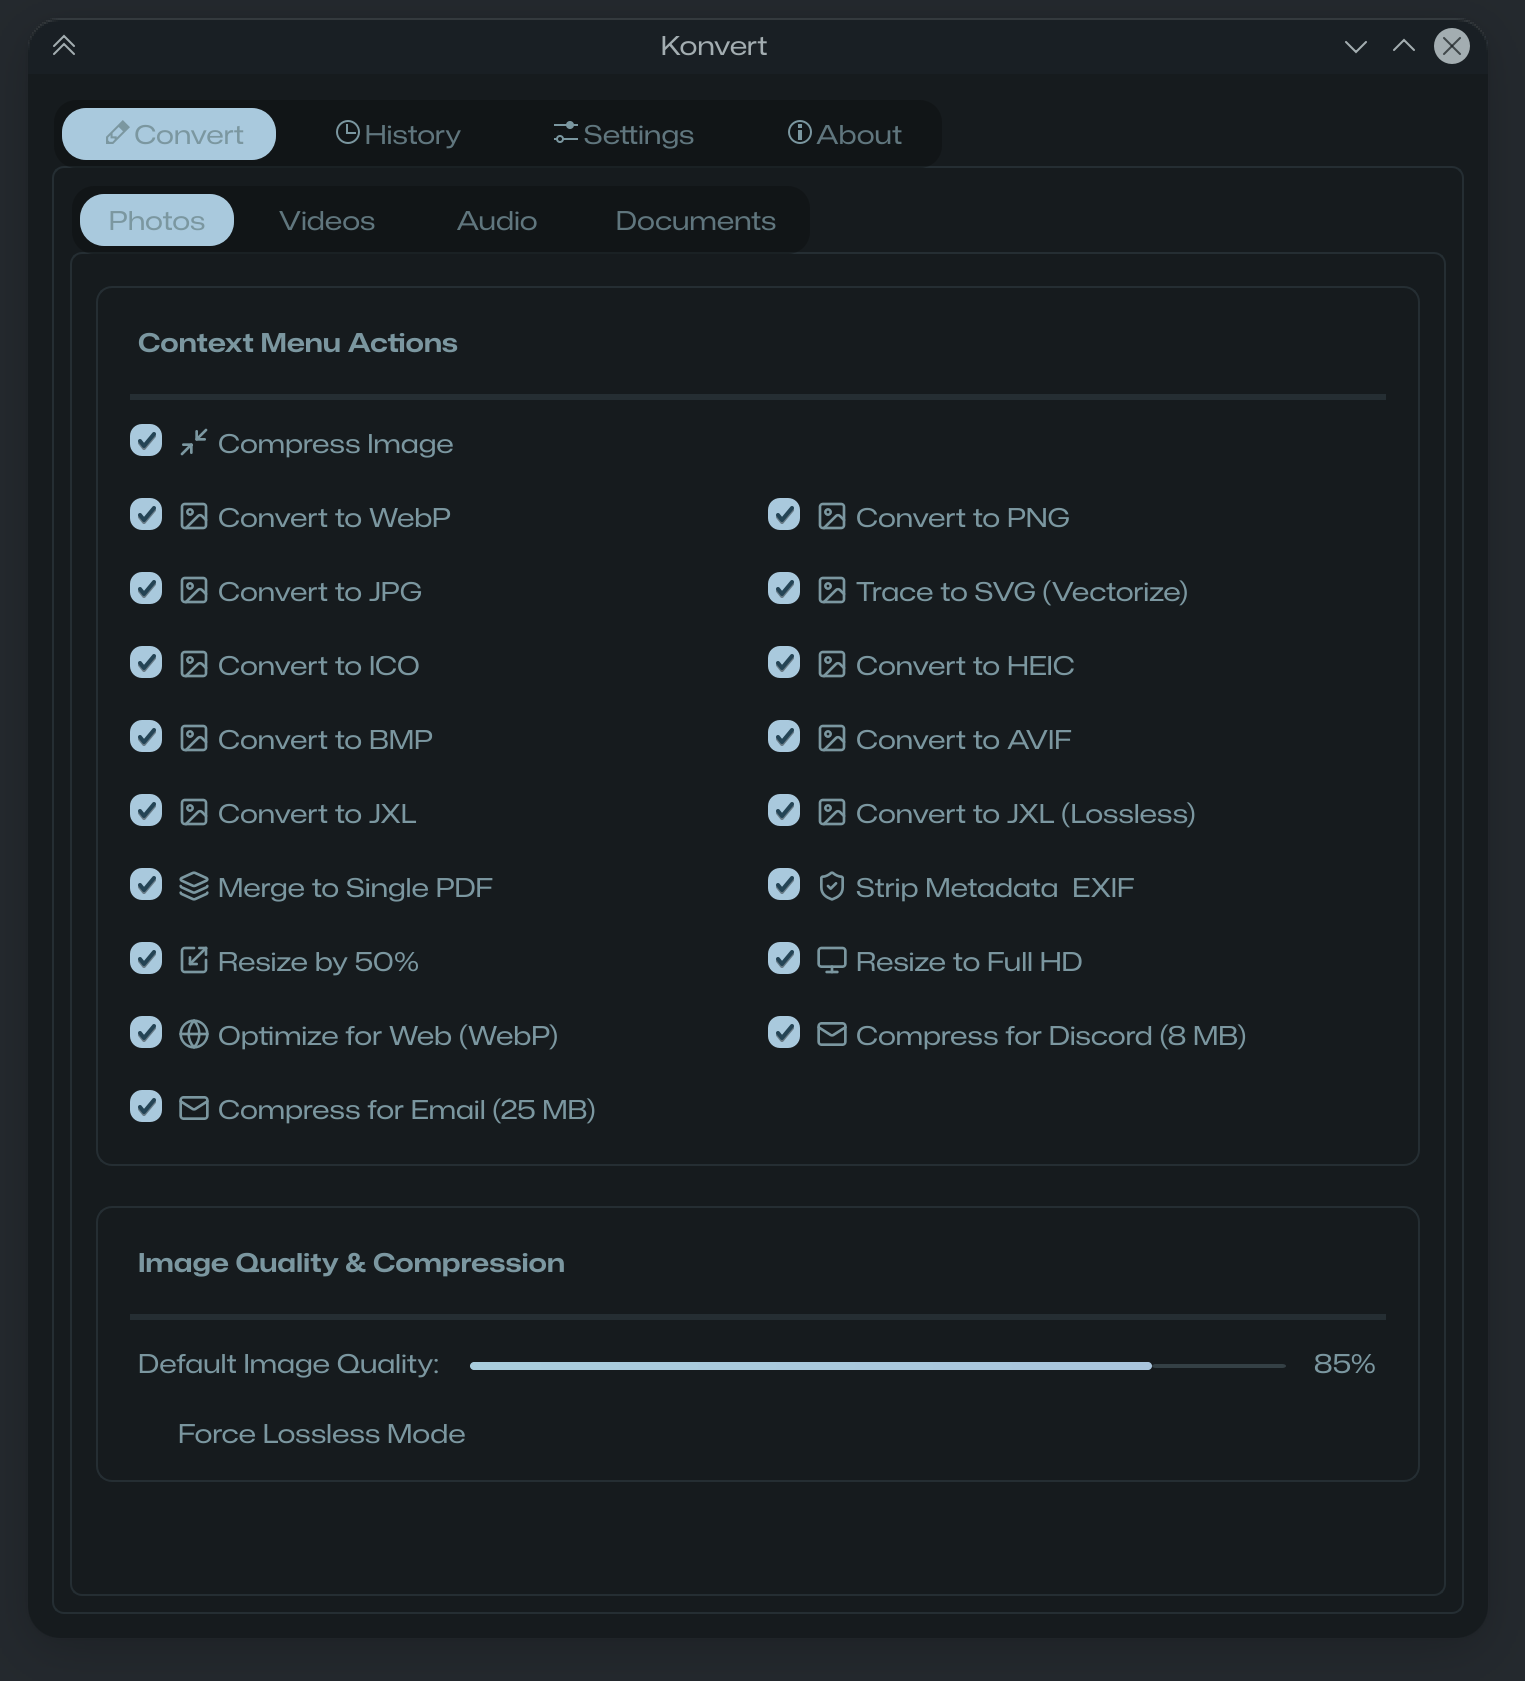 Konvert
Convert History Settings About
Photos Videos Audio Documents
Context Menu Actions
Compress Image
Convert to WebP Convert to PNG
Convert to JPG Trace to SVG (Vectorize)
Convert to ICO Convert to HEIC
Convert to BMP Convert to AVIF
Convert to JXL Convert to JXL (Lossless)
Merge to Single PDF Strip Metadata  EXIF
Resize by 50% Resize to Full HD
Optimize for Web (WebP) Compress for Discord (8 MB)
Compress for Email (25 MB)
Image Quality & Compression
Default Image Quality: 85%
Force Lossless Mode